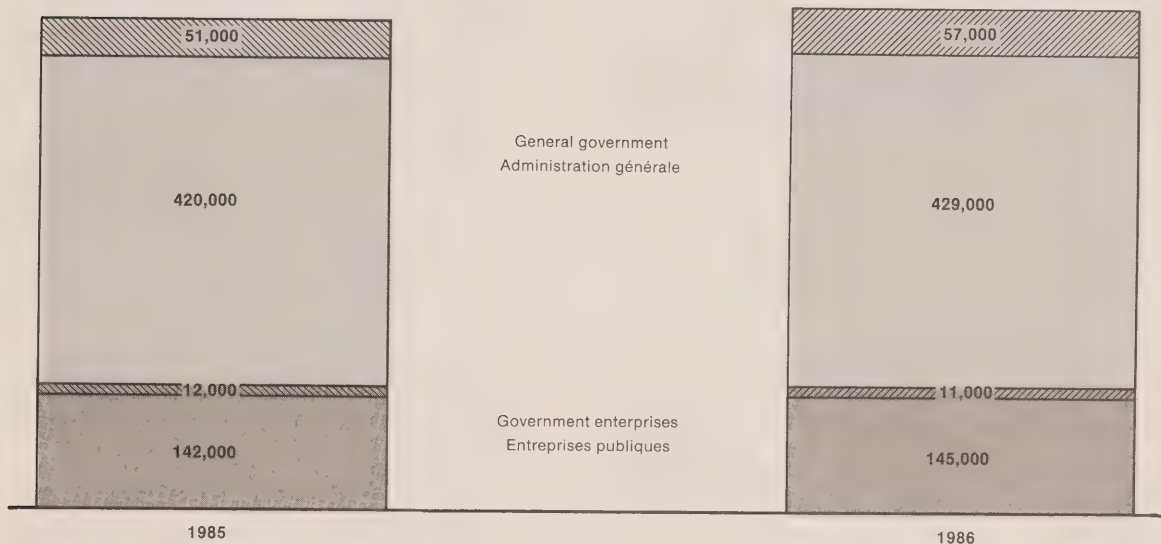 51,000
57,000
General government
Administration générale
420,000
429,000
12,000
11,000
Government enterprises
Entreprises publiques
142,000
145,000
1985
1986